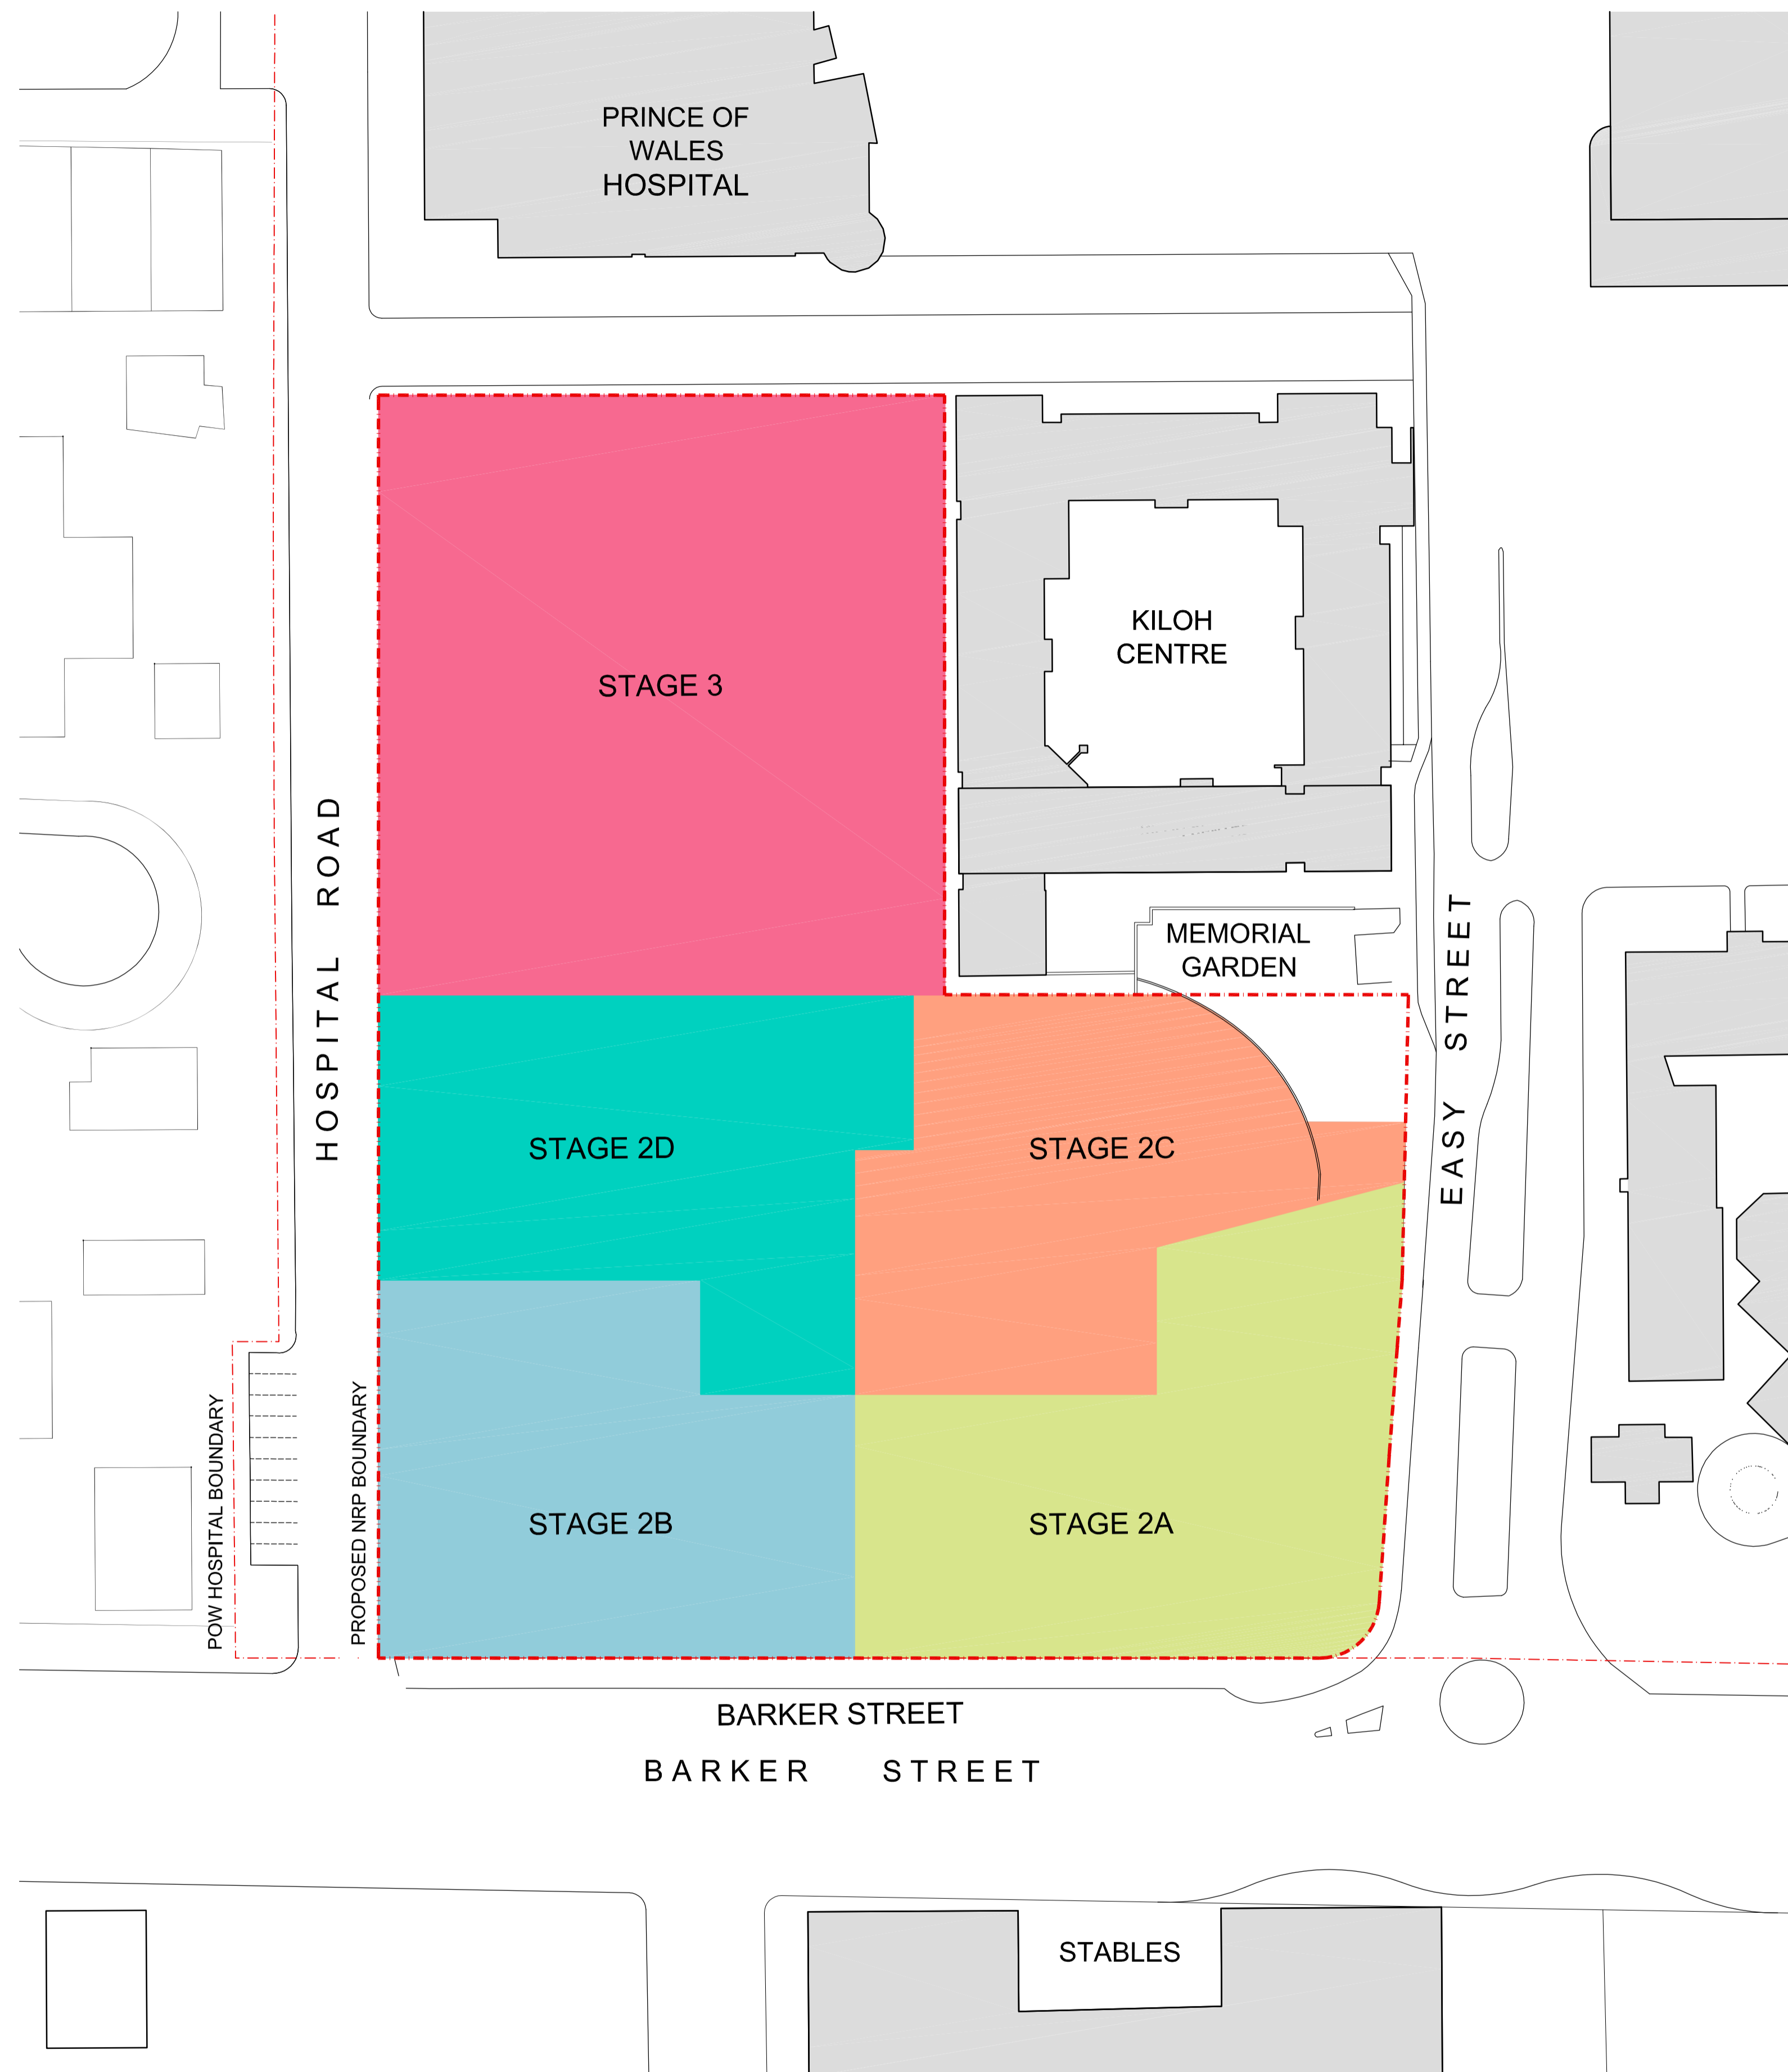 PRINCE OF
WALES
HOSPITAL
KILOH
CENTRE
STAGE 3
HOSPITAL ROAD
MEMORIAL
GARDEN
EASY STREET
STAGE 2D
STAGE 2C
POW HOSPITAL BOUNDARY
PROPOSED NRP BOUNDARY
STAGE 2B
STAGE 2A
BARKER STREET
BARKER STREET
STABLES